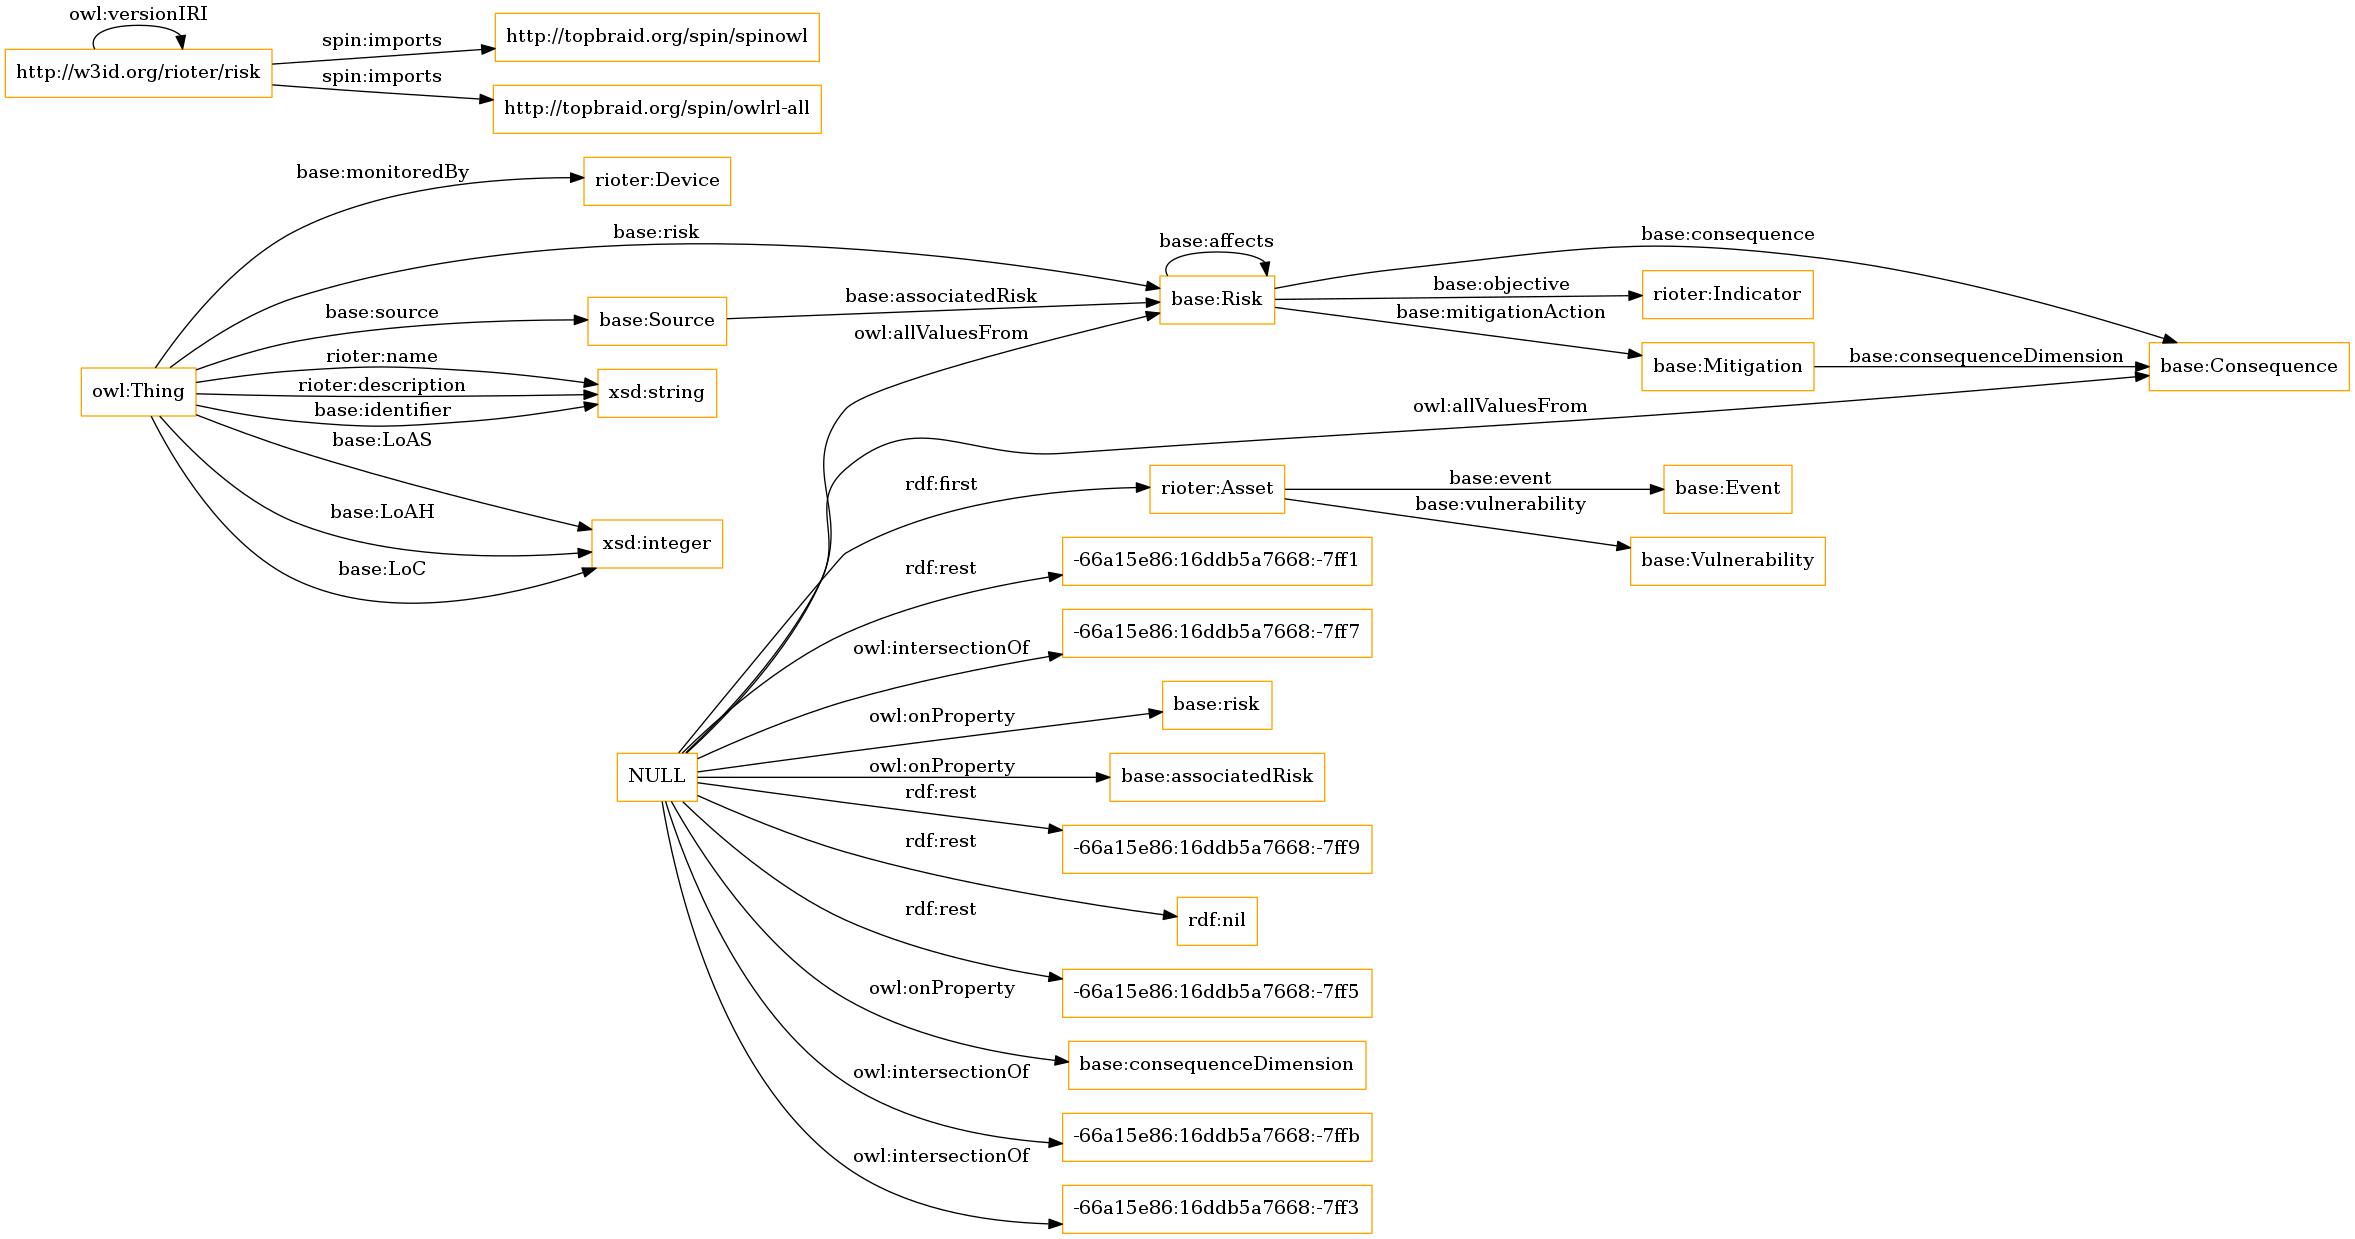 owl:versionIRI
http://w3id.org/rioter/risk
spin:imports
http://topbraid.org/spin/spinowl
spin:imports
http://topbraid.org/spin/owlrl-all
base:monitoredBy
rioter:Device
base:risk
base:source
base:Source
base:associatedRisk
base:affects
base:Risk
base:consequence
base:objective
rioter:Indicator
base:mitigationAction
base:Mitigation
base:consequenceDimension
base:Consequence
owl:Thing
rioter:name
rioter:description
base:identifier
xsd:string
base:LoAS
base:LoAH
base:LoC
xsd:integer
owl:allValuesFrom
owl:allValuesFrom
rdf:first
rioter:Asset
base:event
base:Event
base:vulnerability
base:Vulnerability
rdf:rest
-66a15e86:16ddb5a7668:-7ff1
owl:intersectionOf
-66a15e86:16ddb5a7668:-7ff7
owl:onProperty
base:risk
NULL
owl:onProperty
base:associatedRisk
rdf:rest
-66a15e86:16ddb5a7668:-7ff9
rdf:rest
rdf:nil
rdf:rest
-66a15e86:16ddb5a7668:-7ff5
owl:onProperty
base:consequenceDimension
owl:intersectionOf
-66a15e86:16ddb5a7668:-7ffb
owl:intersectionOf
-66a15e86:16ddb5a7668:-7ff3